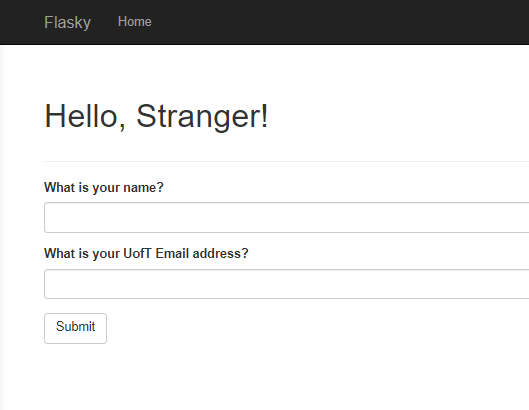 Flasky Home
Hello, Stranger!
What is your name?
What is your UofT Email address?
Submit